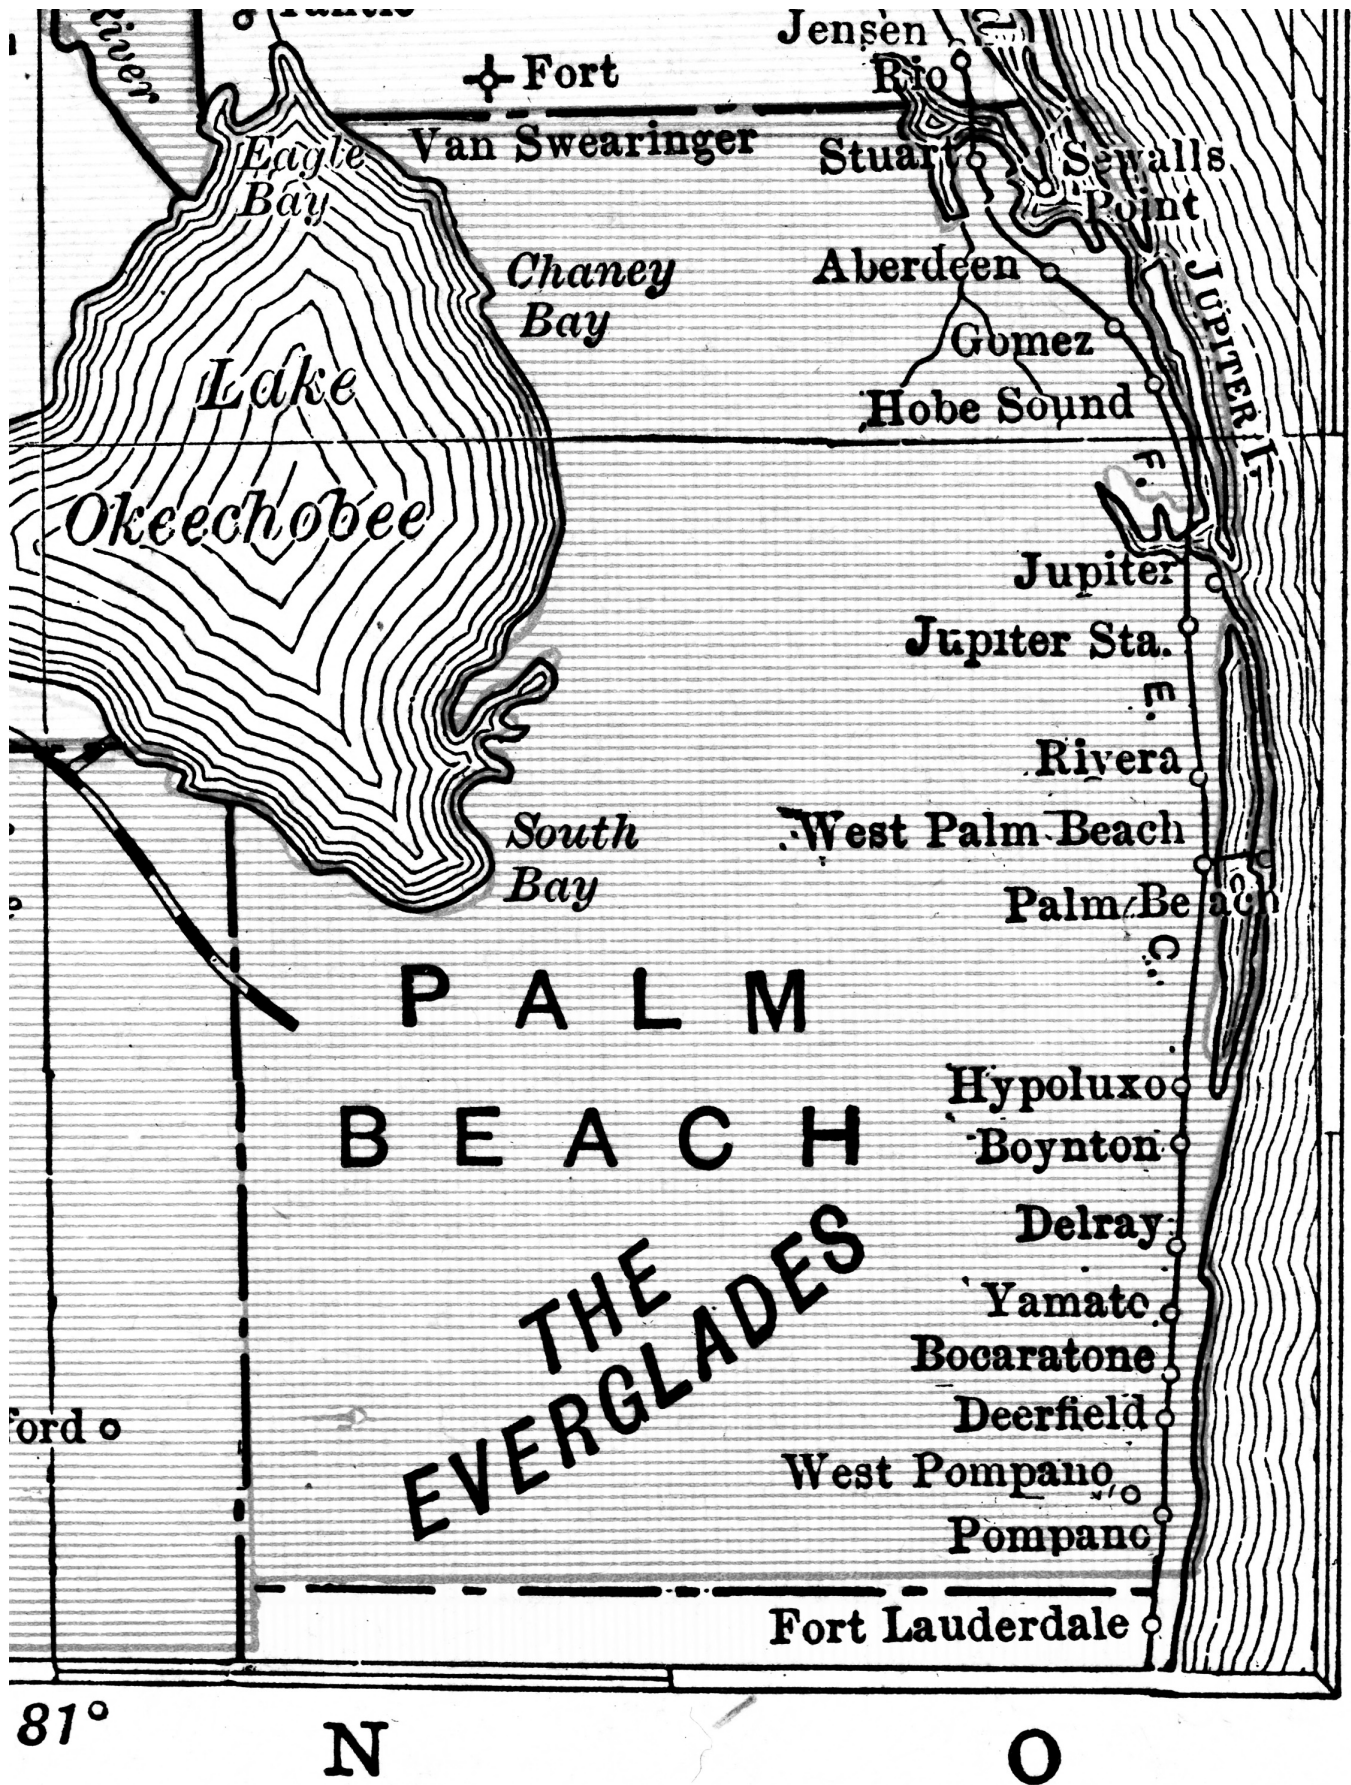 River
Jensen
Fort
Rio
Van Swearinger
Eagle
Bay
Stuart
Sewalls
Point
Chaney
Bay
Aberdeen
JUPITER I.
Gomez
Lake
Hobe Sound
F.
Okeechobee
Jupiter
Jupiter Sta.
E.
Rivera
South
Bay
West Palm Beach
Palm Beach
C.
PALM
BEACH
Hypoluxo
Boynton
Delray
THE
EVERGLADES
Yamato
Bocaratone
Deerfield
ford
West Pompano
Pompano
Fort Lauderdale
81°
N
O